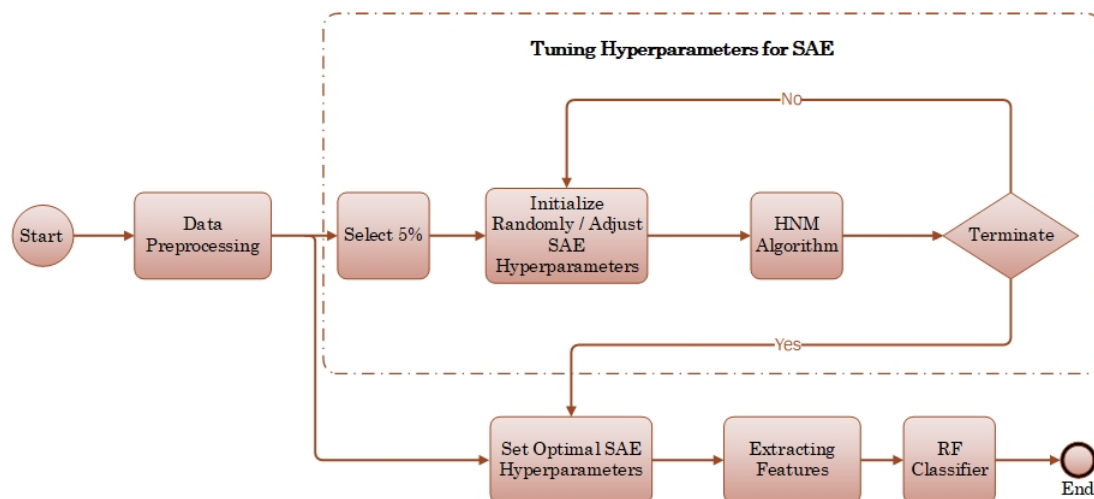 Tuning Hyperparameters for SAE
No
Start
Data
Preprocessing
Select 5%
Initialize
Randomly / Adjust
SAE
Hyperparameters
HNM
Algorithm
Terminate
Yes
Set Optimal SAE
Hyperparameters
Extracting
Features
RF
Classifier
End